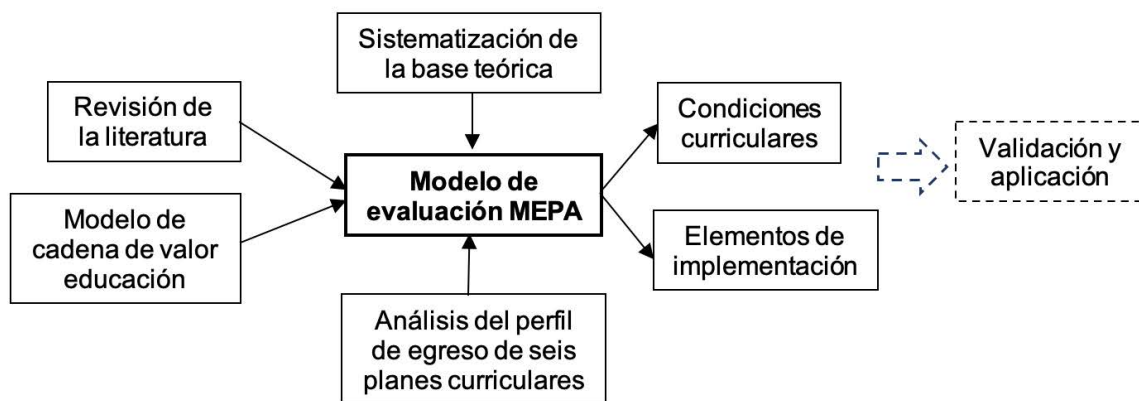 Sistematización de
la base teórica
Revisión de
la literatura
Condiciones
curriculares
Modelo de
evaluación MEPA
Validación y
aplicación
Modelo de
cadena de valor
educación
Elementos de
implementación
Análisis del perfil
de egreso de seis
planes curriculares